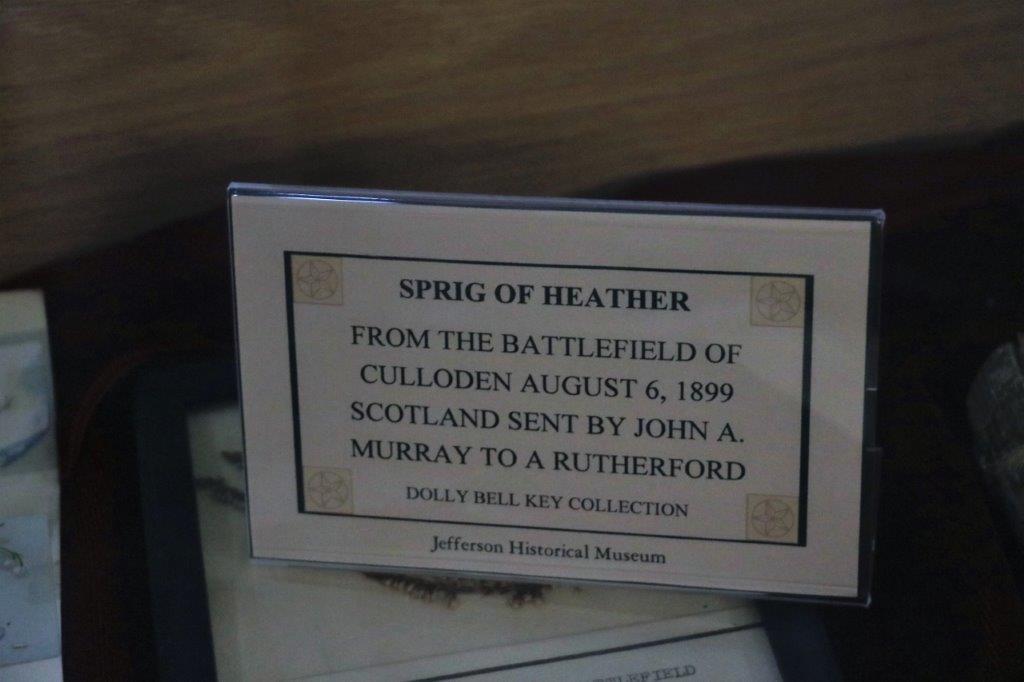 SPRIG OF HEATHER
FROM THE BATTLEFIELD OF
CULLODEN AUGUST 6, 1899
SCOTLAND SENT BY JOHN A.
MURRAY TO A RUTHERFORD
DOLLY BELL KEY COLLECTION
Jefferson Historical Museum